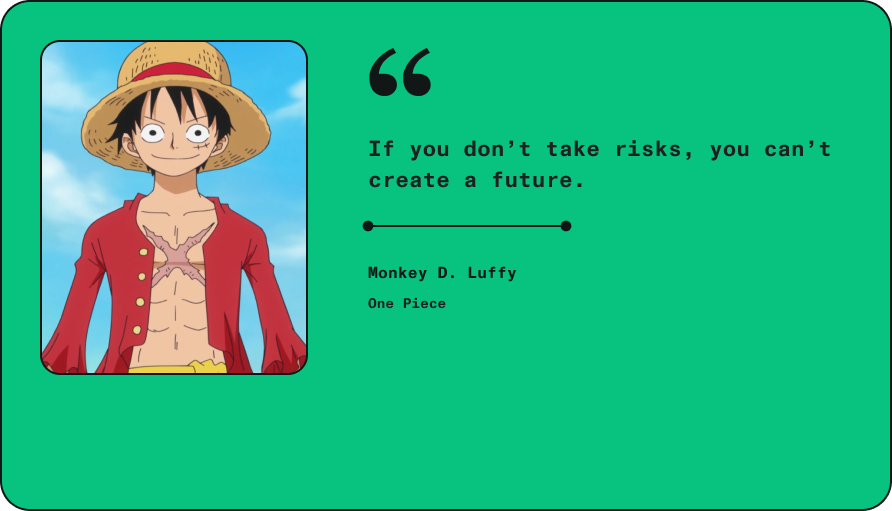 “
If you don’t take risks, you can’t
create a future.
Monkey D. Luffy
One Piece